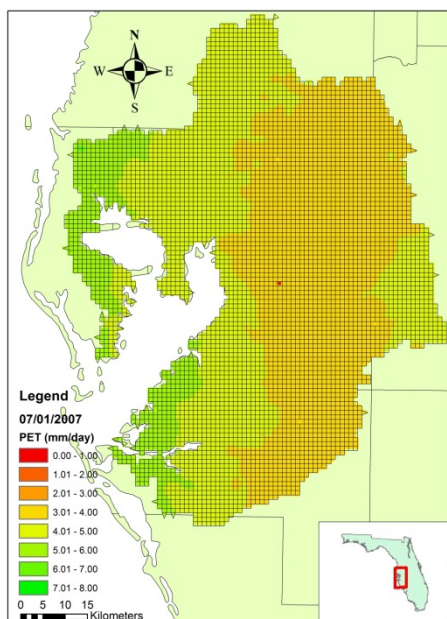 N
W E
S
Legend
07/01/2007
PET (mm/day)
0.00 - 1.00
1.01 - 2.00
2.01 - 3.00
3.01 - 4.00
4.01 - 5.00
5.01 - 6.00
6.01 - 7.00
7.01 - 8.00
0 5 10 15
Kilometers